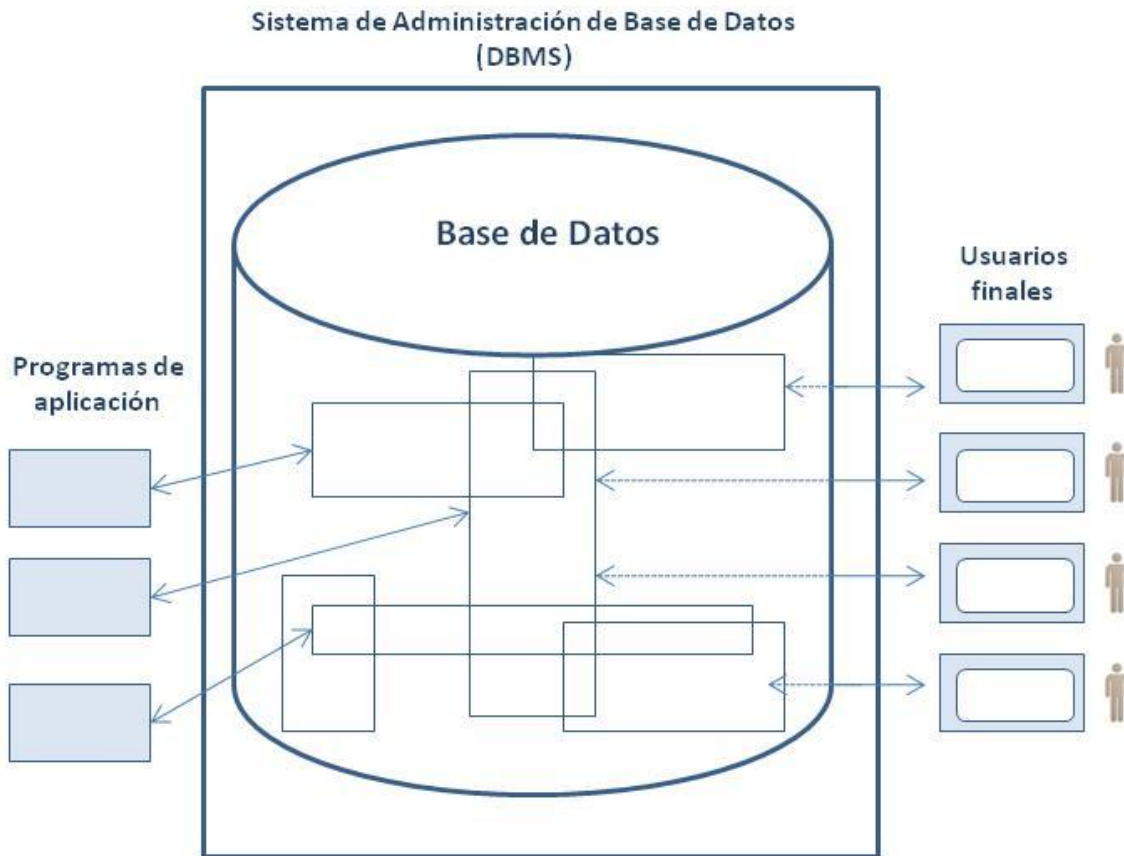 Sistema de Administración de Base de Datos
(DBMS)
Base de Datos
Usuarios
finales
Programas de
aplicación